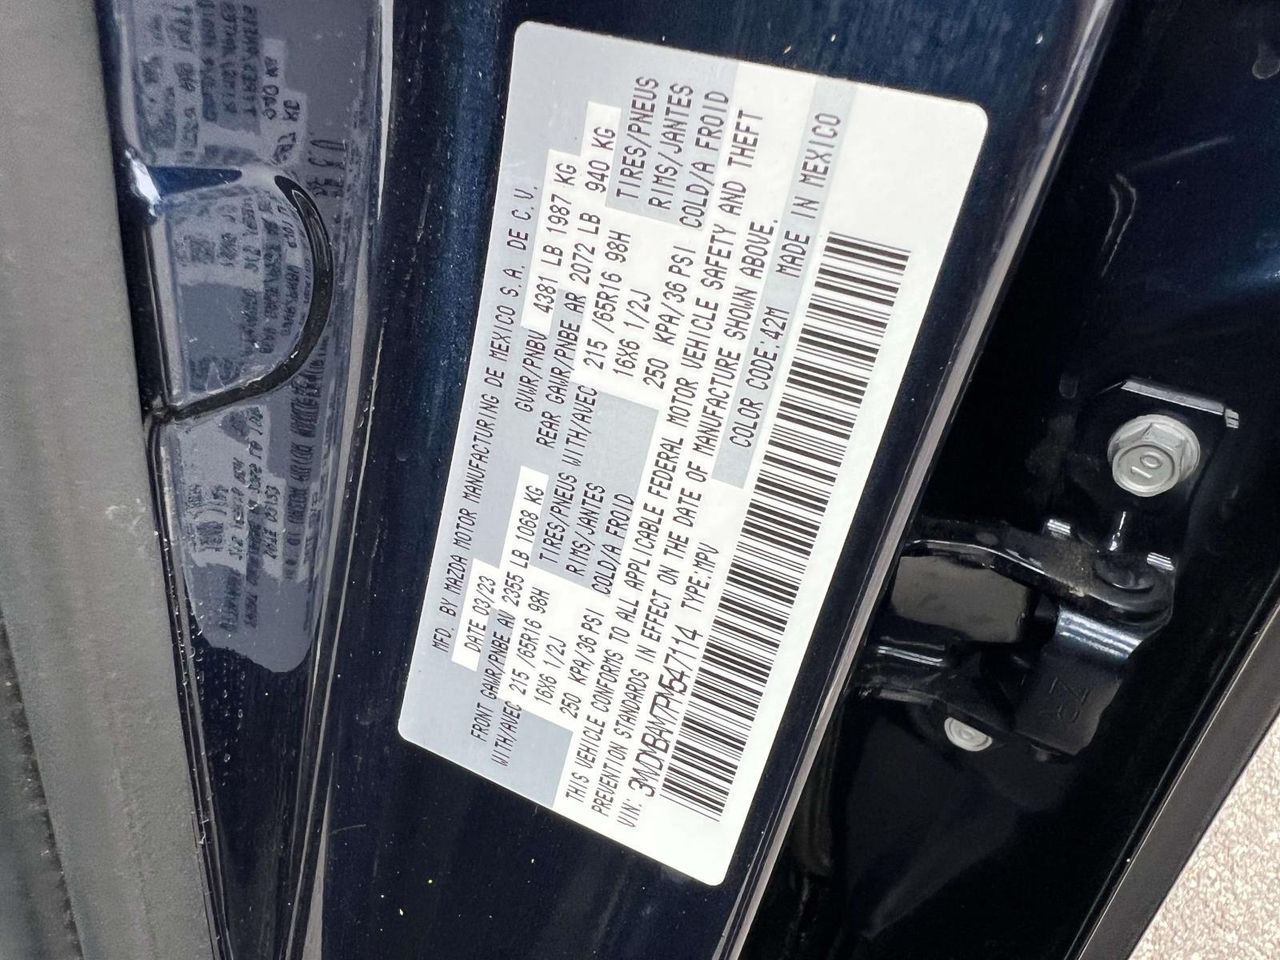 MFD. BY MAZDA MOTOR MANUFACTURING DE MEXICO S.A. DE C.V.
DATE 03/23 GVWR/PNBV 4381 LB 1987 KG
FRONT GAWR/PNBE AV 2355 LB 1068 KG REAR GAWR/PNBE AR 2072 LB 940 KG
WITH/AVEC 215 /65R16 98H TIRES/PNEUS WITH/AVEC 215 /65R16 98H TIRES/PNEUS
16X6 1/2J RIMS/JANTES 16X6 1/2J RIMS/JANTES
250 KPA/36 PSI COLD/A FROID 250 KPA/36 PSI COLD/A FROID
THIS VEHICLE CONFORMS TO ALL APPLICABLE FEDERAL MOTOR VEHICLE SAFETY AND THEFT
PREVENTION STANDARDS IN EFFECT ON THE DATE OF MANUFACTURE SHOWN ABOVE.
VIN: 3MVDMBAM7PM547114 TYPE:MPV COLOR CODE:42M MADE IN MEXICO
10